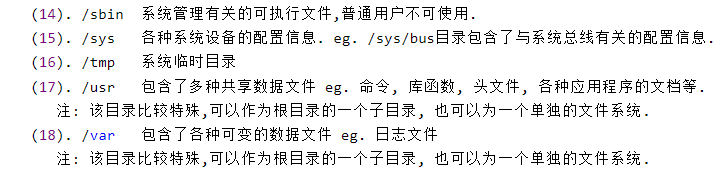 (14). /sbin 系统管理有关的可执行文件,普通用户不可使用.
(15). /sys 各种系统设备的配置信息. eg. /sys/bus目录包含了与系统总线有关的配置信息.
(16). /tmp 系统临时目录
(17). /usr 包含了多种共享数据文件 eg. 命令, 库函数, 头文件, 各种应用程序的文档等.
注: 该目录比较特殊,可以作为根目录的一个子目录, 也可以为一个单独的文件系统.
(18). /var 包含了各种可变的数据文件 eg. 日志文件
注: 该目录比较特殊,可以作为根目录的一个子目录, 也可以为一个单独的文件系统.